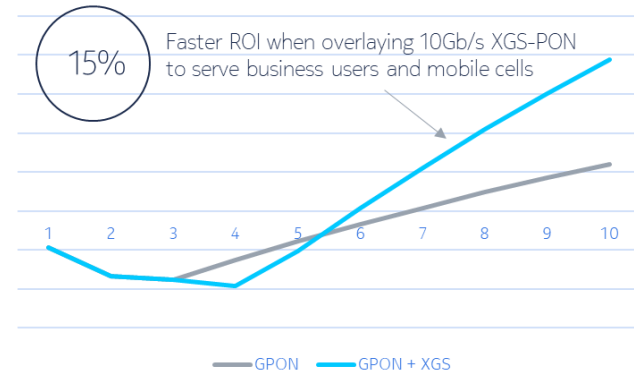 15%
Faster ROI when overlaying 10Gb/s XGS-PON
to serve business users and mobile cells
1 2 3 4 5 6 7 8 9 10
GPON GPON + XGS